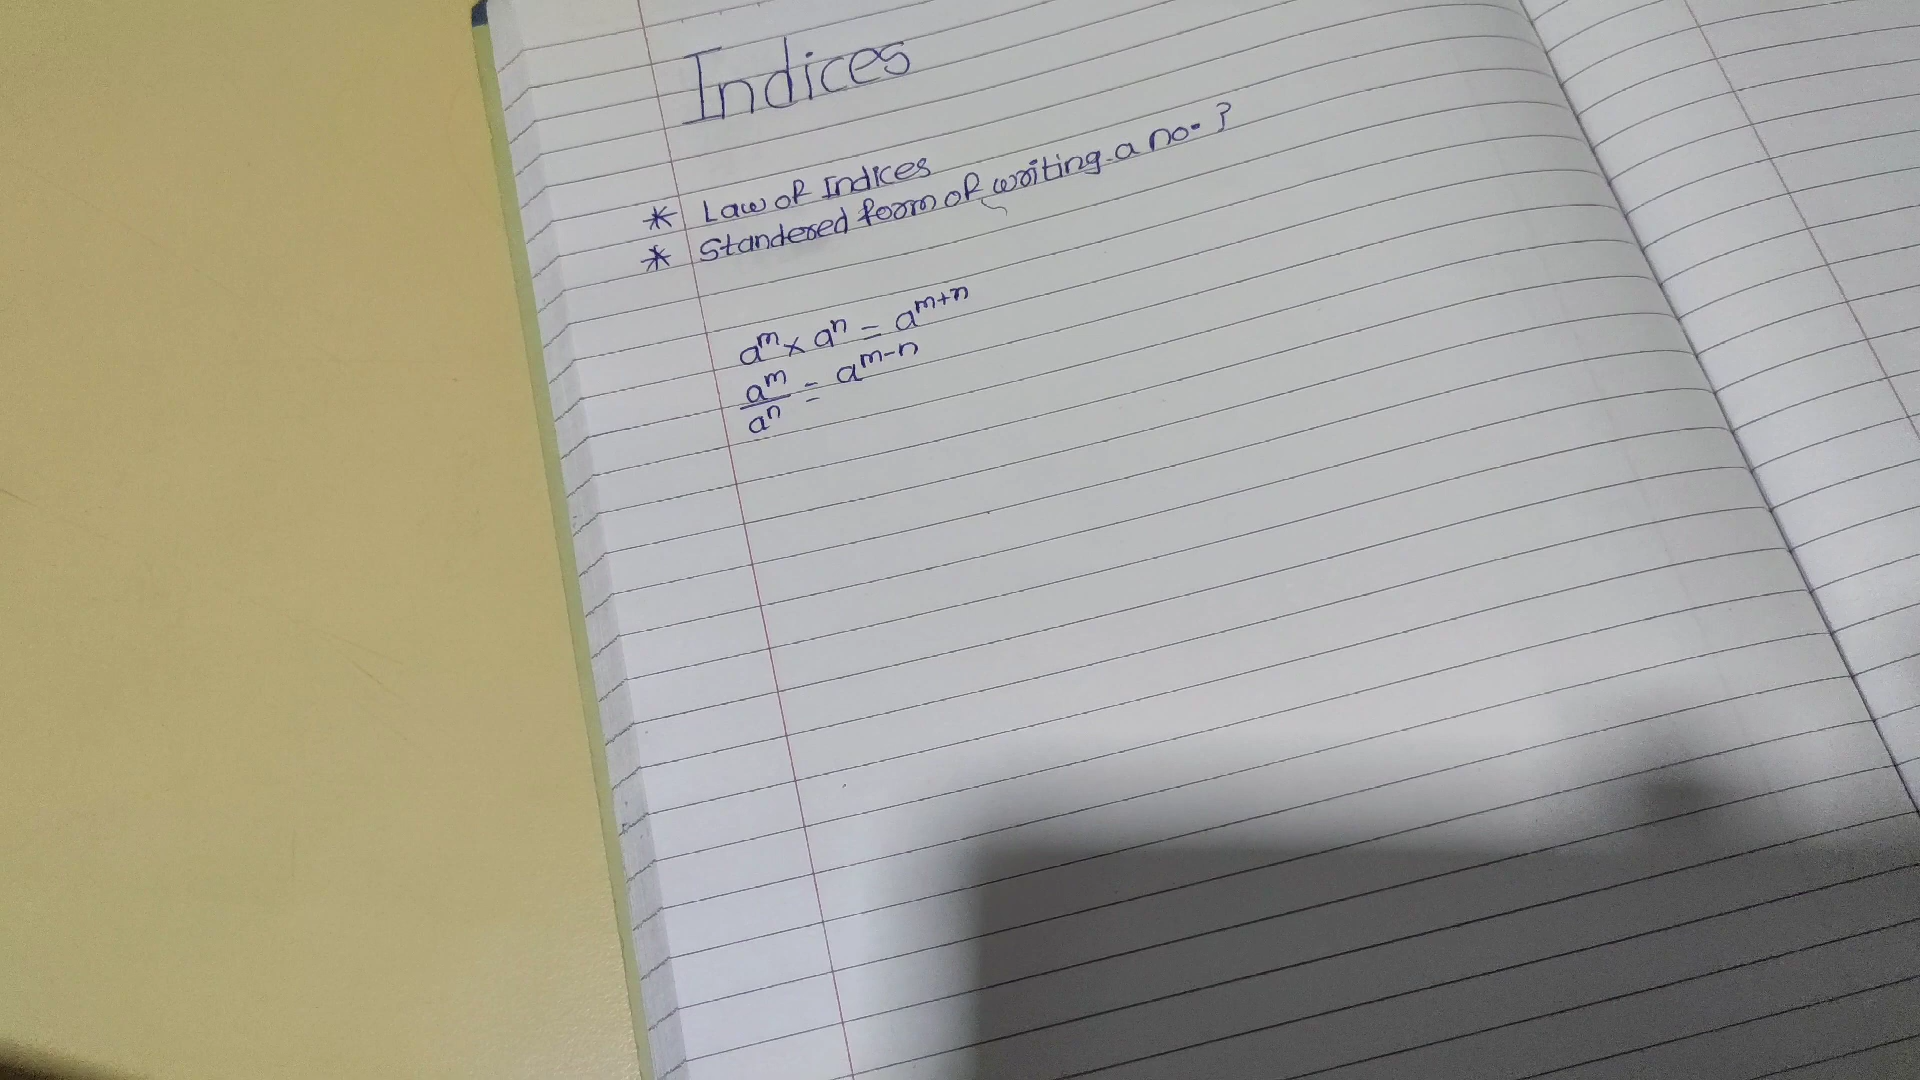 Indices
* Law of Indices
* Standered form of writing a no. ?
a^m × a^n = a^m+n
a^m/a^n = a^m-n